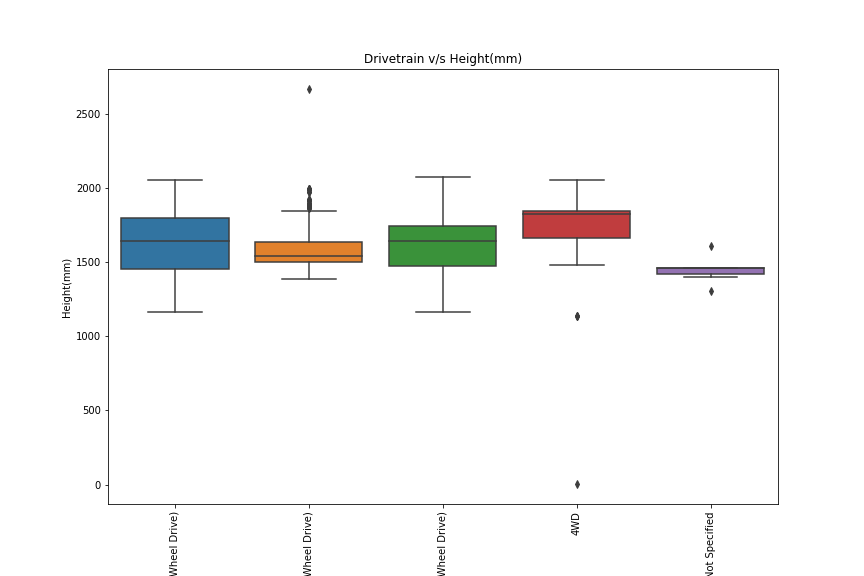 Drivetrain v/s Height(mm)
Height(mm)
2500
2000
1500
1000
500
0
Wheel Drive)
Wheel Drive)
Wheel Drive)
4WD
Not Specified